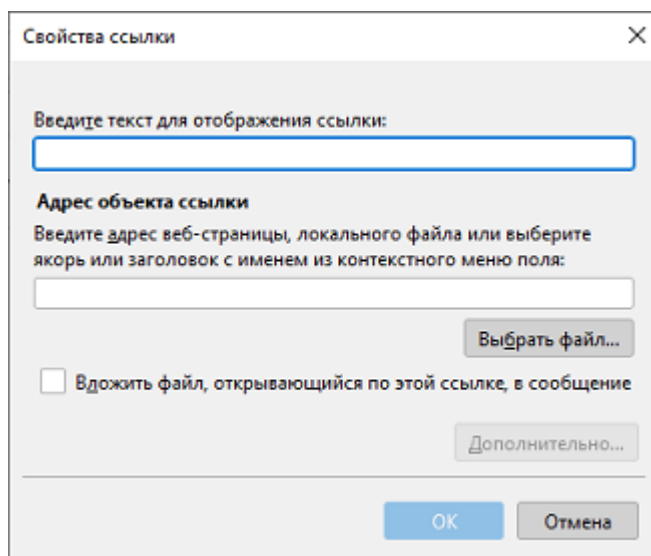 Свойства ссылки
Введите текст для отображения ссылки:
Адрес объекта ссылки
Введите адрес веб-страницы, локального файла или выберите
якорь или заголовок с именем из контекстного меню поля:
Выбрать файл...
Вложить файл, открывающийся по этой ссылке, в сообщение
Дополнительно...
ОК
Отмена